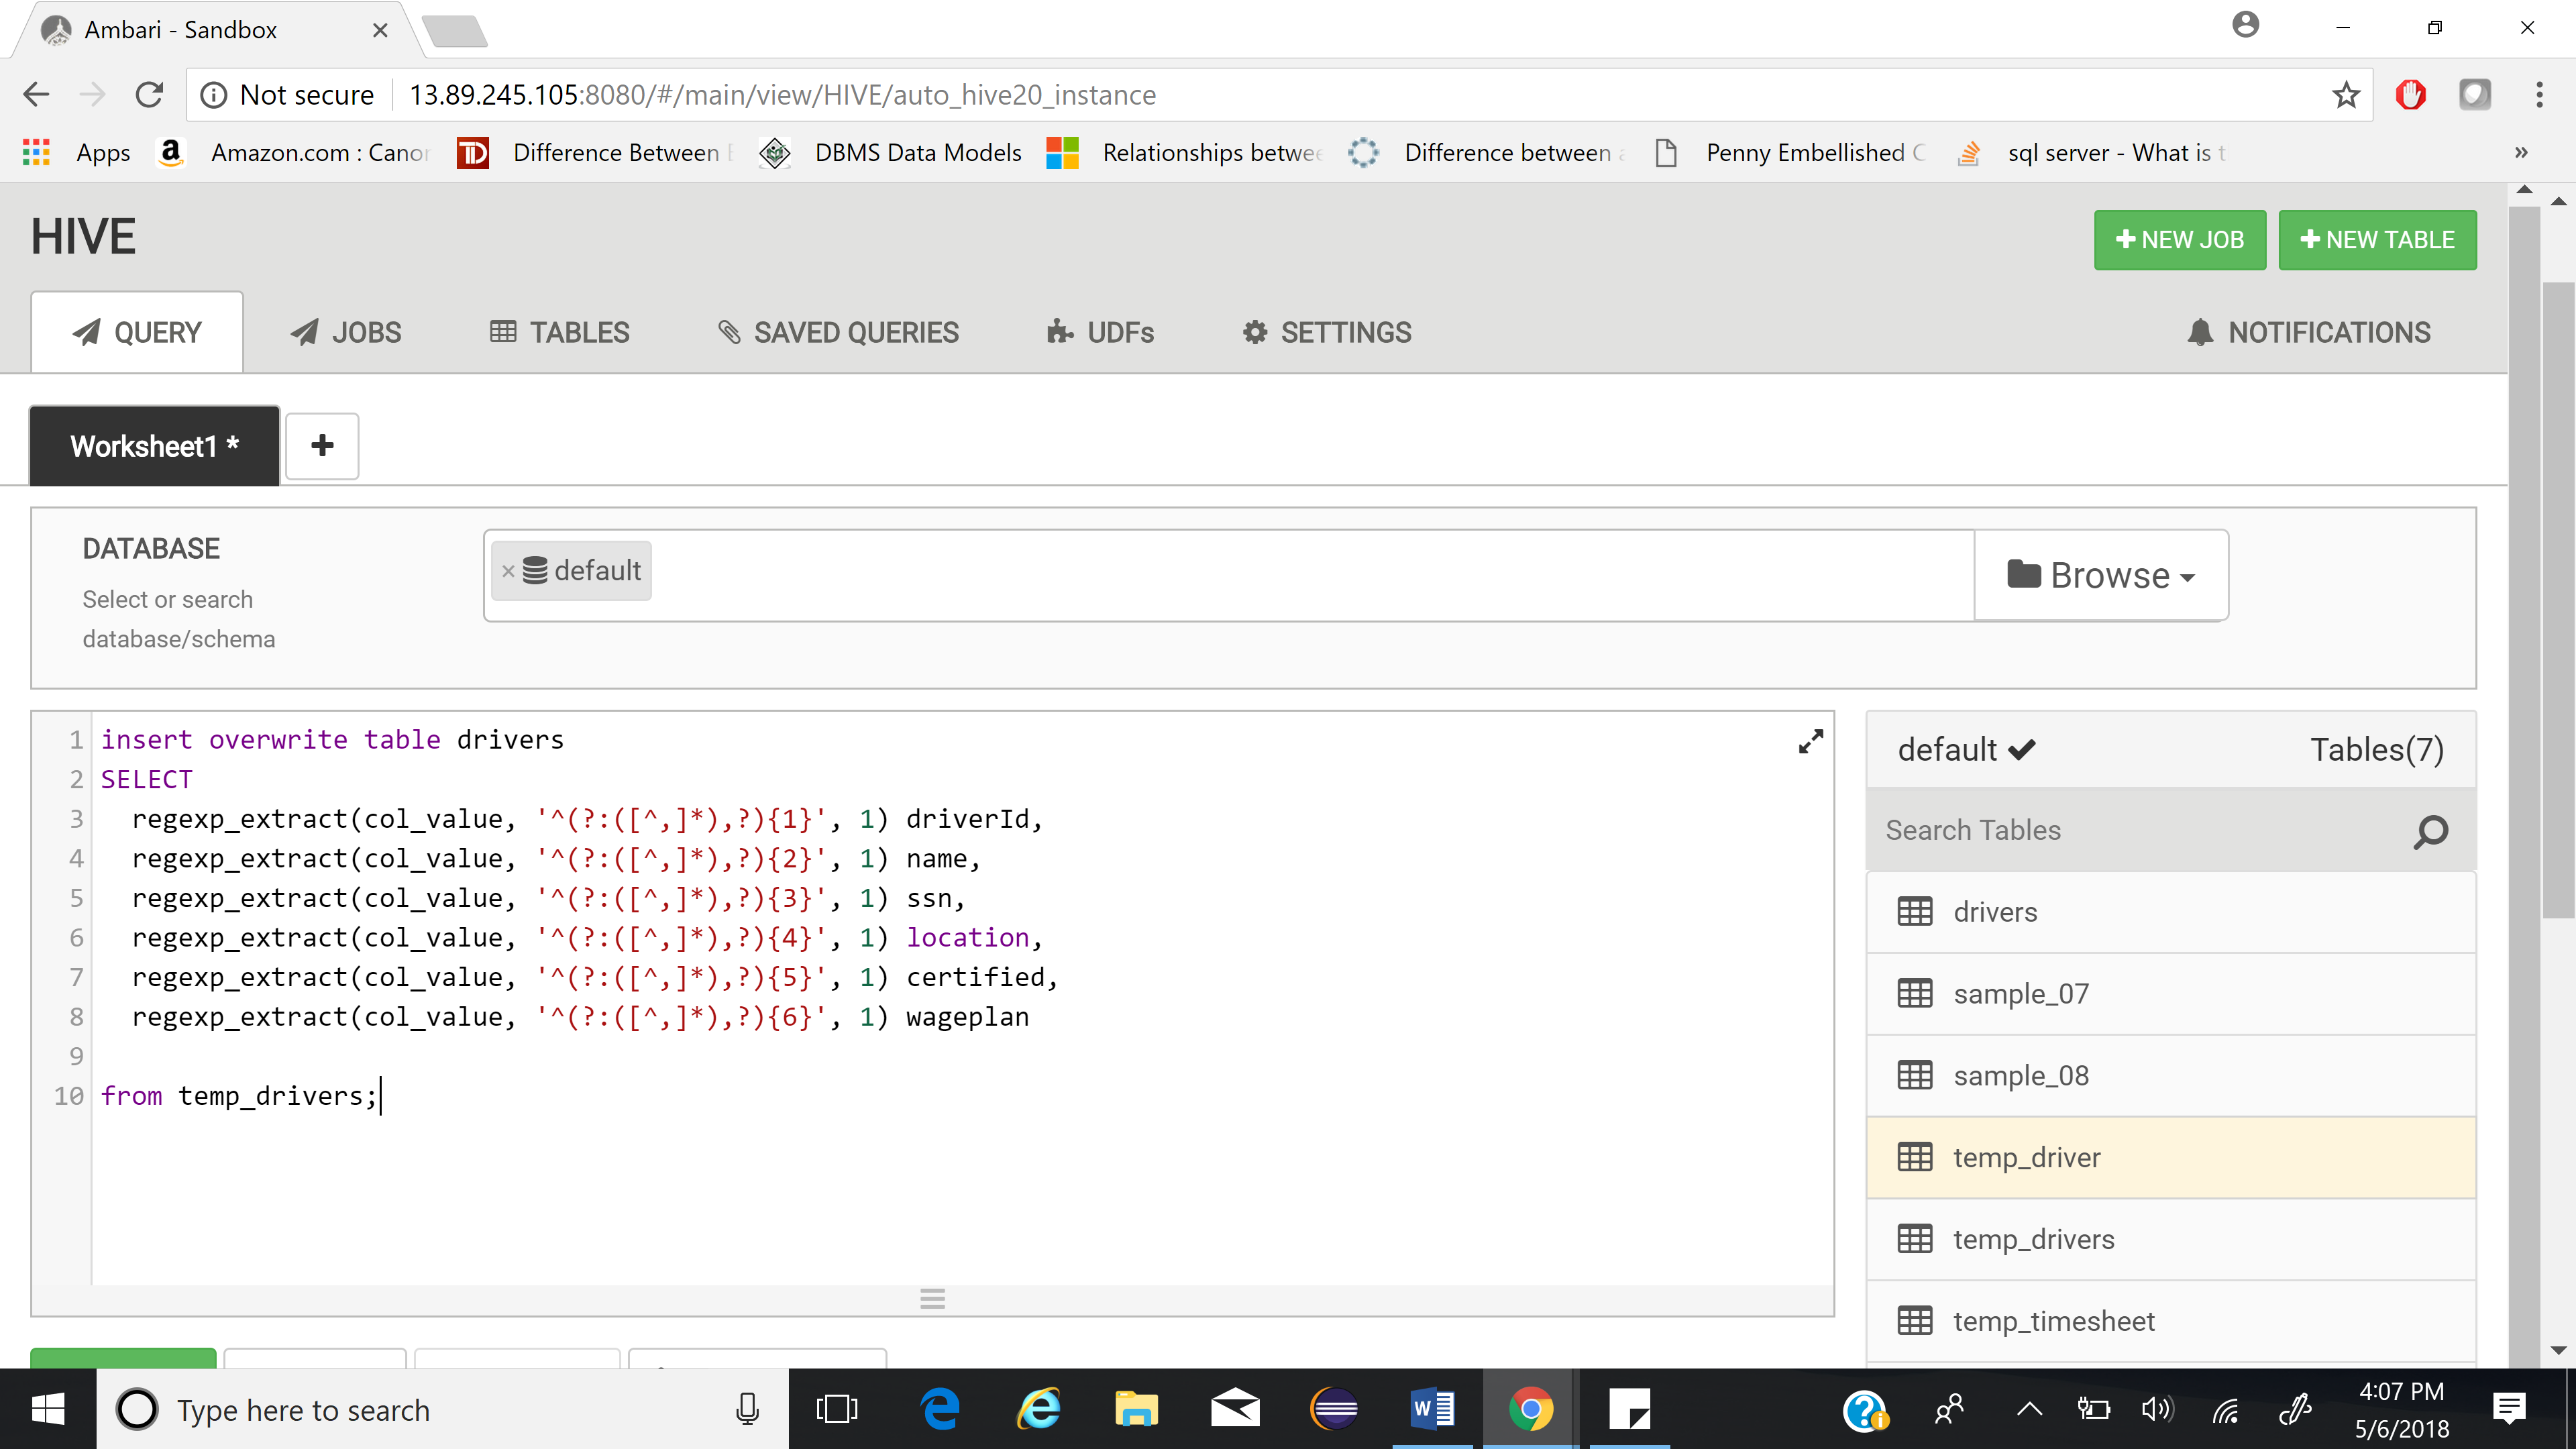 Ambari - Sandbox
Not secure 13.89.245.105:8080/#/main/view/HIVE/auto_hive20_instance
Apps Amazon.com : Canon Difference Between DBMS Data Models Relationships betwee Difference between Penny Embellished sql server - What is t »
HIVE
NEW JOB NEW TABLE
QUERY JOBS TABLES SAVED QUERIES UDFs SETTINGS NOTIFICATIONS
Worksheet1 * +
DATABASE
Select or search
database/schema
× default
Browse
1 insert overwrite table drivers
2 SELECT
3 regexp_extract(col_value, '^(?:([^,]*),?){1}', 1) driverId,
4 regexp_extract(col_value, '^(?:([^,]*),?){2}', 1) name,
5 regexp_extract(col_value, '^(?:([^,]*),?){3}', 1) ssn,
6 regexp_extract(col_value, '^(?:([^,]*),?){4}', 1) location,
7 regexp_extract(col_value, '^(?:([^,]*),?){5}', 1) certified,
8 regexp_extract(col_value, '^(?:([^,]*),?){6}', 1) wageplan
9
10 from temp_drivers;
default Tables(7)
Search Tables
drivers
sample_07
sample_08
temp_driver
temp_drivers
temp_timesheet
Type here to search
4:07 PM
5/6/2018